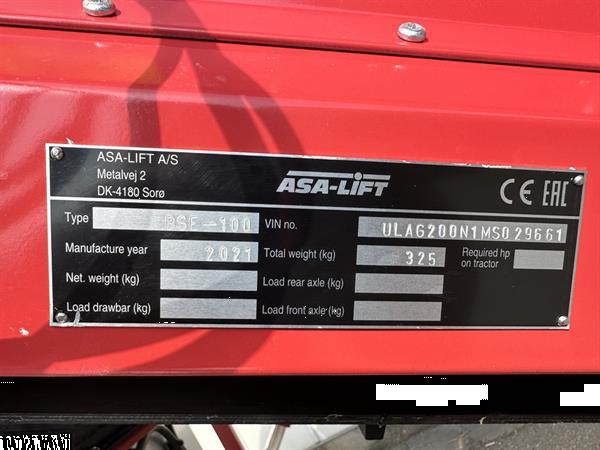 ASA-LIFT A/S
Metalvej 2
DK-4180 Sorø
ASA-LIFT
CE EAC
Type
VIN no. ULAG200N1MS029661
Manufacture year 2021
Total weight (kg) 325
Required hp
on tractor
Net. weight (kg)
Load rear axle (kg)
Load drawbar (kg)
Load front axle (kg)